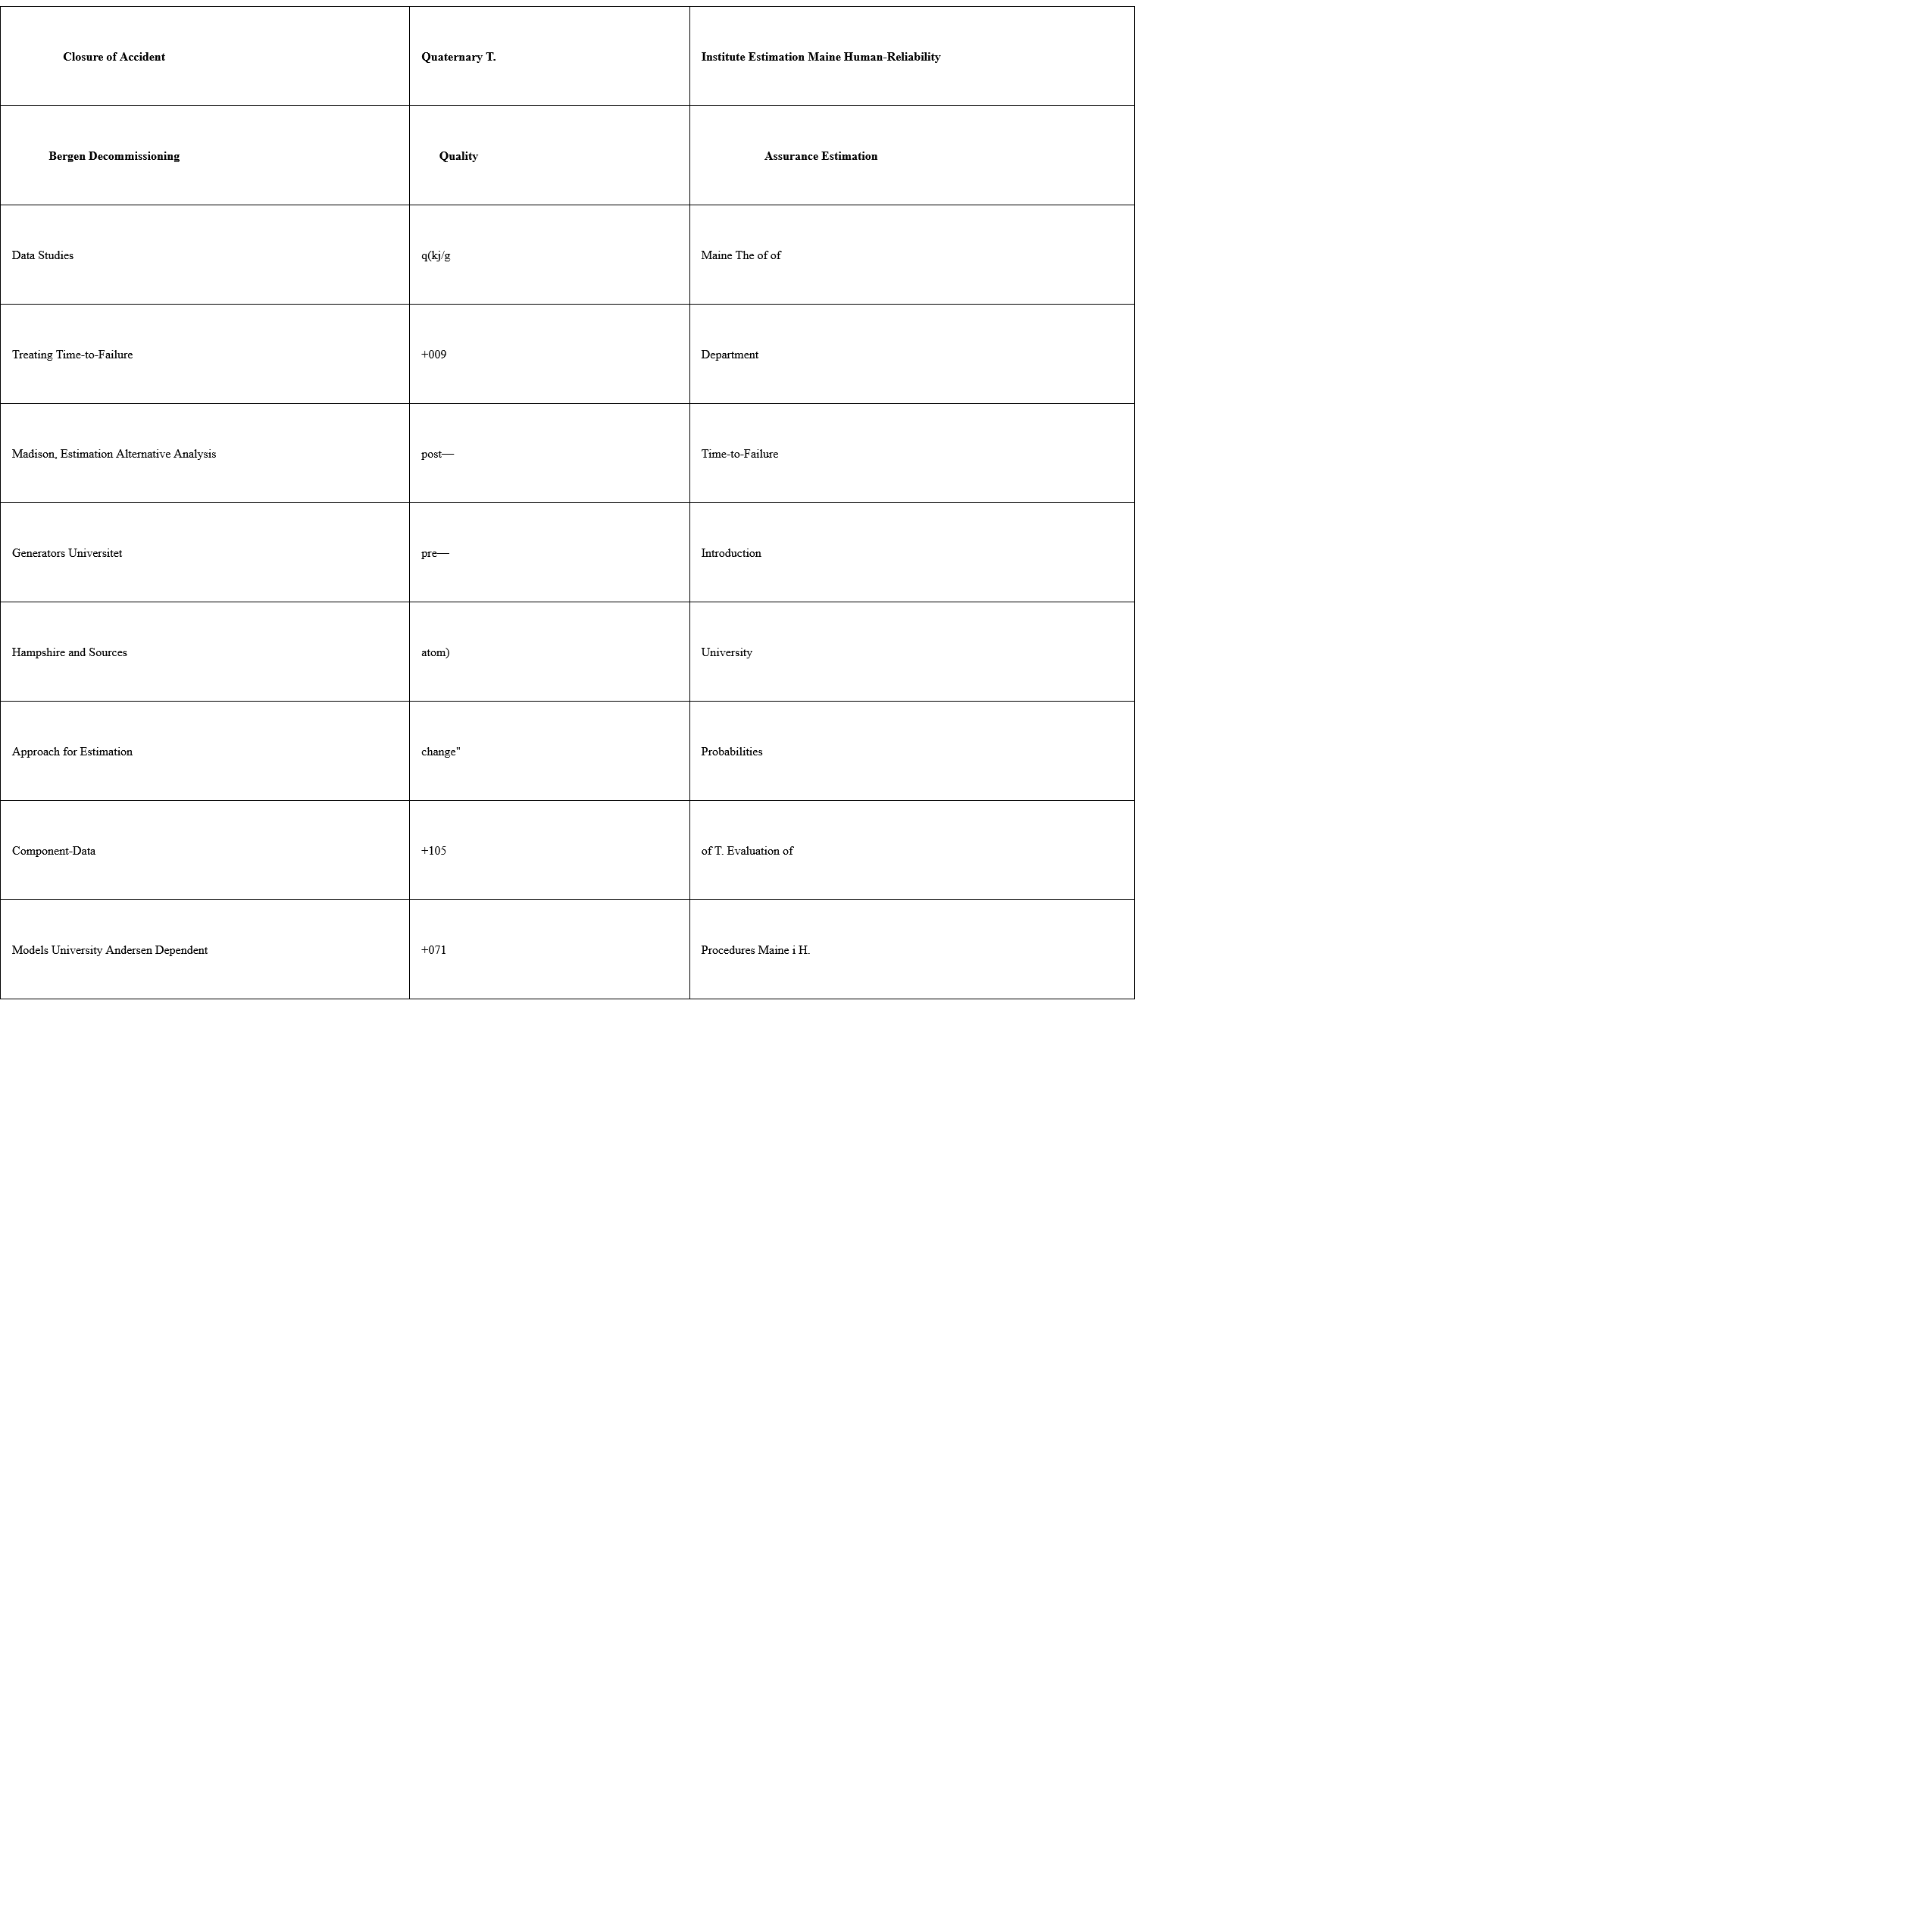 Closure of Accident Quaternary T. Institute Estimation Maine Human-Reliability
Bergen Decommissioning Quality Assurance Estimation
Data Studies q(kj/g Maine The of of
Treating Time-to-Failure +009 Department
Madison, Estimation Alternative Analysis post— Time-to-Failure
Generators Universitet pre— Introduction
Hampshire and Sources atom) University
Approach for Estimation change" Probabilities
Component-Data +105 of T. Evaluation of
Models University Andersen Dependent +071 Procedures Maine i H.